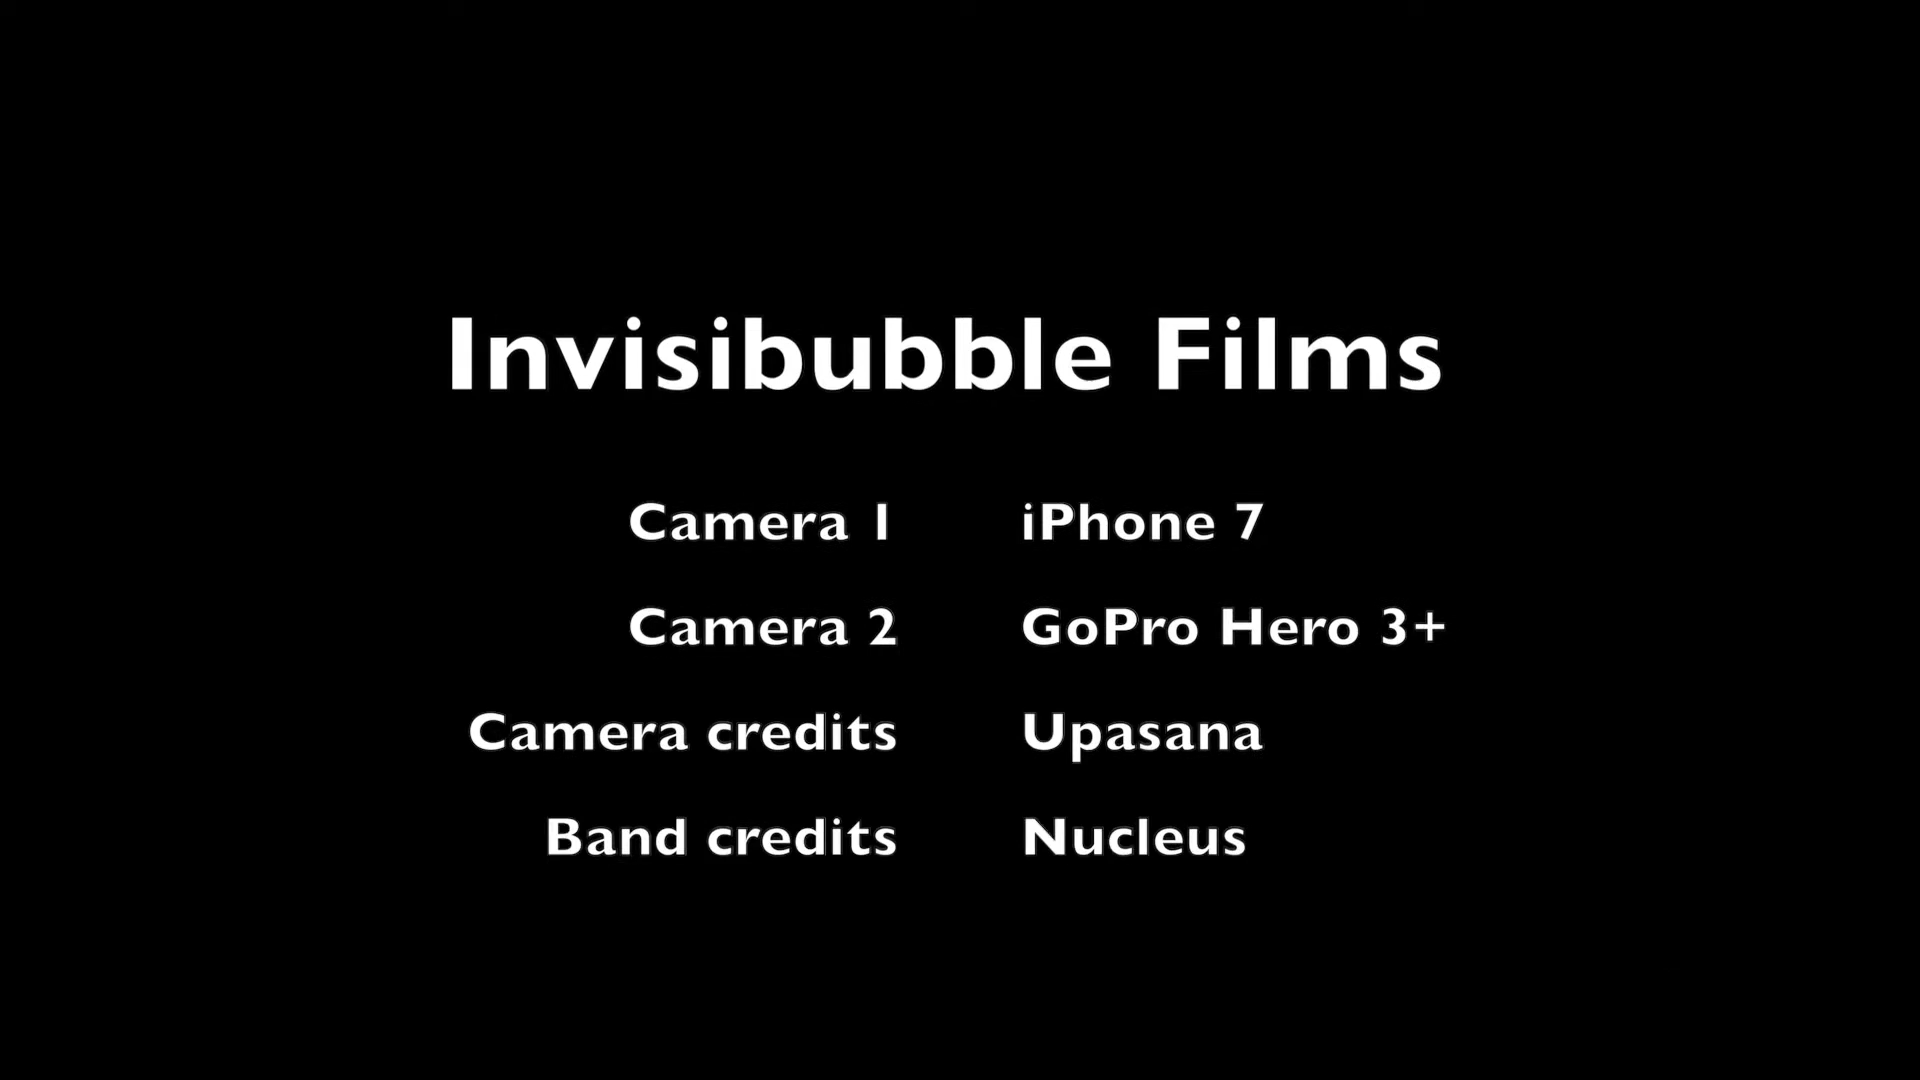 Invisibubble Films
Camera 1 iPhone 7
Camera 2 GoPro Hero 3+
Camera credits Upasana
Band credits Nucleus